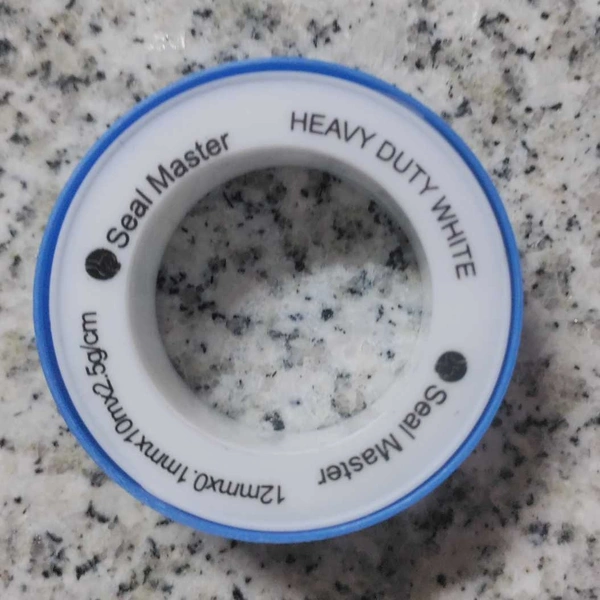 Seal Master
HEAVY DUTY WHITE
Seal Master
12mmx0.1mmx10mx2.5g/cm